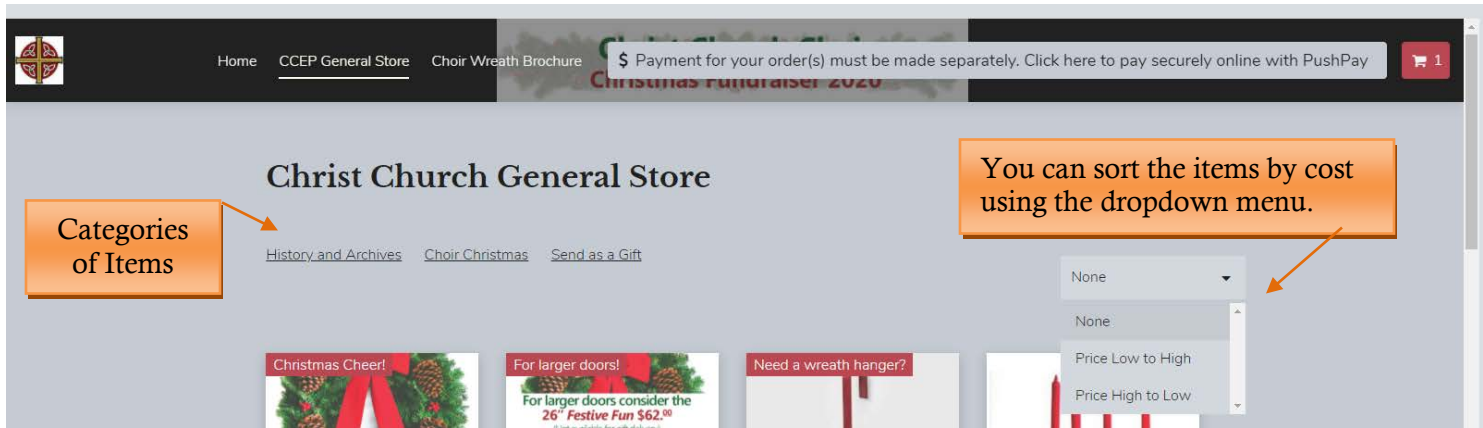 Home CCEP General Store Choir Wreath Brochure
$ Payment for your order(s) must be made separately. Click here to pay securely online with PushPay
1
Christmas Fundraiser 2020
Christ Church General Store
You can sort the items by cost
using the dropdown menu.
Categories
of Items
History and Archives Choir Christmas Send as a Gift
None
None
Price Low to High
Price High to Low
Christmas Cheer!
For larger doors!
For larger doors consider the
26" Festive Fun $62.00
Need a wreath hanger?